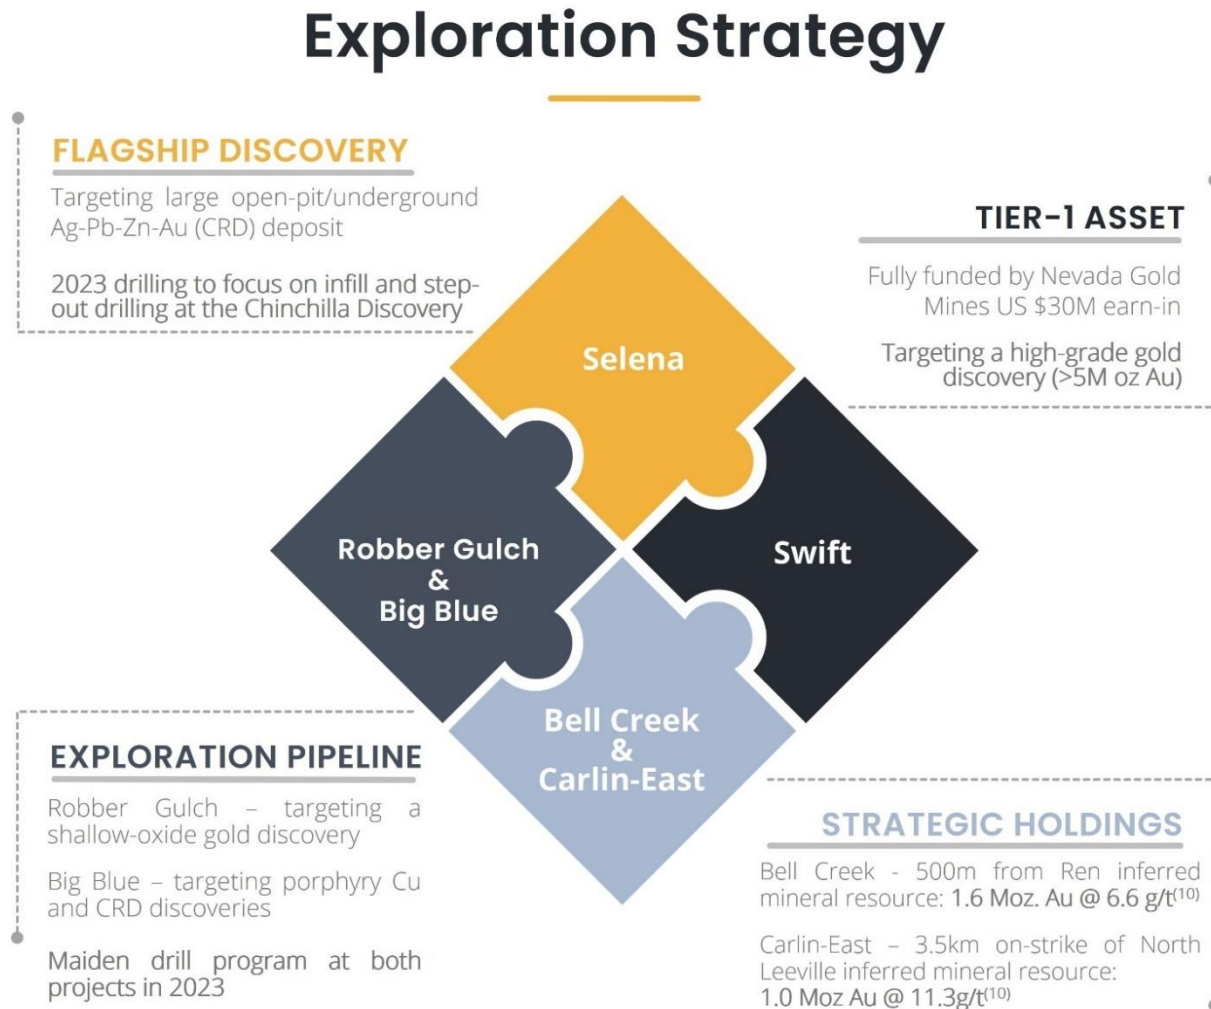 Exploration Strategy
FLAGSHIP DISCOVERY
Targeting large open-pit/underground
Ag-Pb-Zn-Au (CRD) deposit
2023 drilling to focus on infill and step-
out drilling at the Chinchilla Discovery
TIER-1 ASSET
Fully funded by Nevada Gold
Mines US $30M earn-in
Targeting a high-grade gold
discovery (>5M oz Au)
Selena
Robber Gulch
&
Big Blue
Swift
Bell Creek
&
Carlin-East
EXPLORATION PIPELINE
Robber Gulch – targeting a
shallow-oxide gold discovery
Big Blue – targeting porphyry Cu
and CRD discoveries
Maiden drill program at both
projects in 2023
STRATEGIC HOLDINGS
Bell Creek - 500m from Ren inferred
mineral resource: 1.6 Moz. Au @ 6.6 g/t(10)
Carlin-East – 3.5km on-strike of North
Leeville inferred mineral resource:
1.0 Moz Au @ 11.3g/t(10)